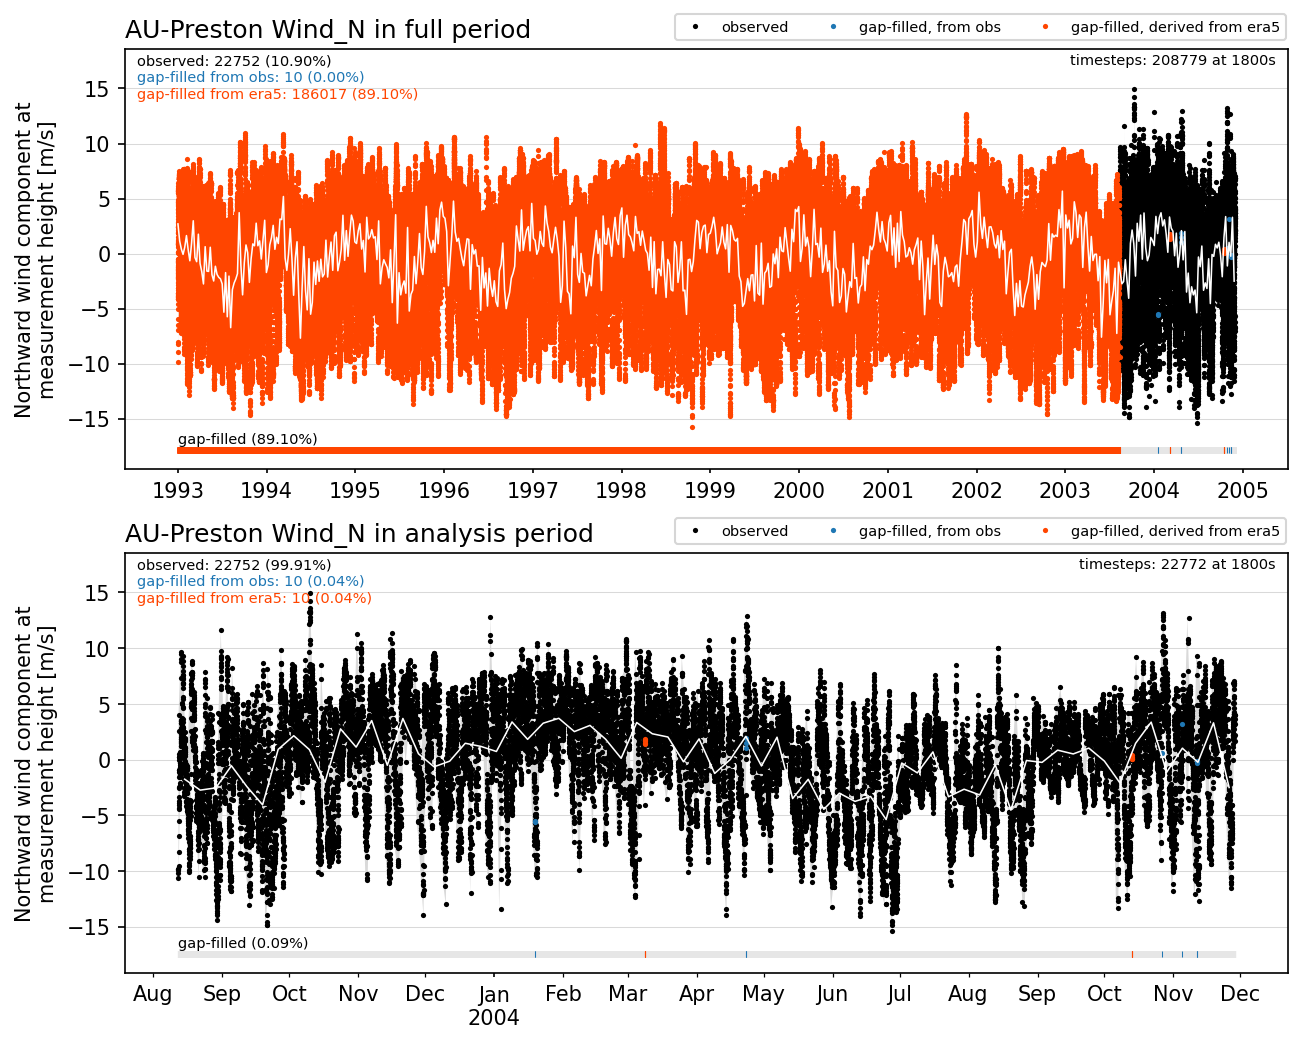 AU-Preston Wind_N in full period
observed
gap-filled, from obs
gap-filled, derived from era5
observed: 22752 (10.90%)
gap-filled from obs: 10 (0.00%)
gap-filled from era5: 186017 (89.10%)
timesteps: 208779 at 1800s
Northward wind component at
measurement height [m/s]
15
10
5
0
−5
−10
−15
gap-filled (89.10%)
1993 1994 1995 1996 1997 1998 1999 2000 2001 2002 2003 2004 2005
AU-Preston Wind_N in analysis period
observed
gap-filled, from obs
gap-filled, derived from era5
observed: 22752 (99.91%)
gap-filled from obs: 10 (0.04%)
gap-filled from era5: 10 (0.04%)
timesteps: 22772 at 1800s
Northward wind component at
measurement height [m/s]
15
10
5
0
−5
−10
−15
gap-filled (0.09%)
Aug Sep Oct Nov Dec Jan Feb Mar Apr May Jun Jul Aug Sep Oct Nov Dec
2004